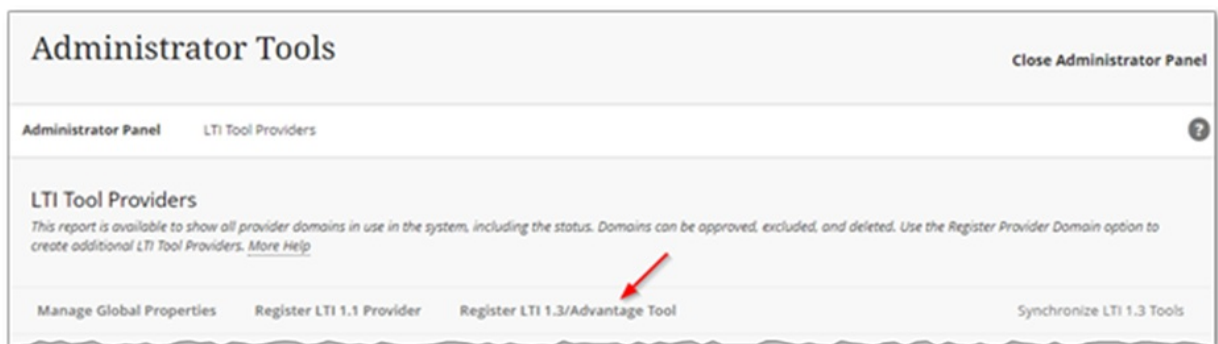 Administrator Tools
Close Administrator Panel
Administrator Panel LTI Tool Providers
?
LTI Tool Providers
This report is available to show all provider domains in use in the system, including the status. Domains can be approved, excluded, and deleted. Use the Register Provider Domain option to
create additional LTI Tool Providers. More Help
Manage Global Properties Register LTI 1.1 Provider Register LTI 1.3/Advantage Tool Synchronize LTI 1.3 Tools